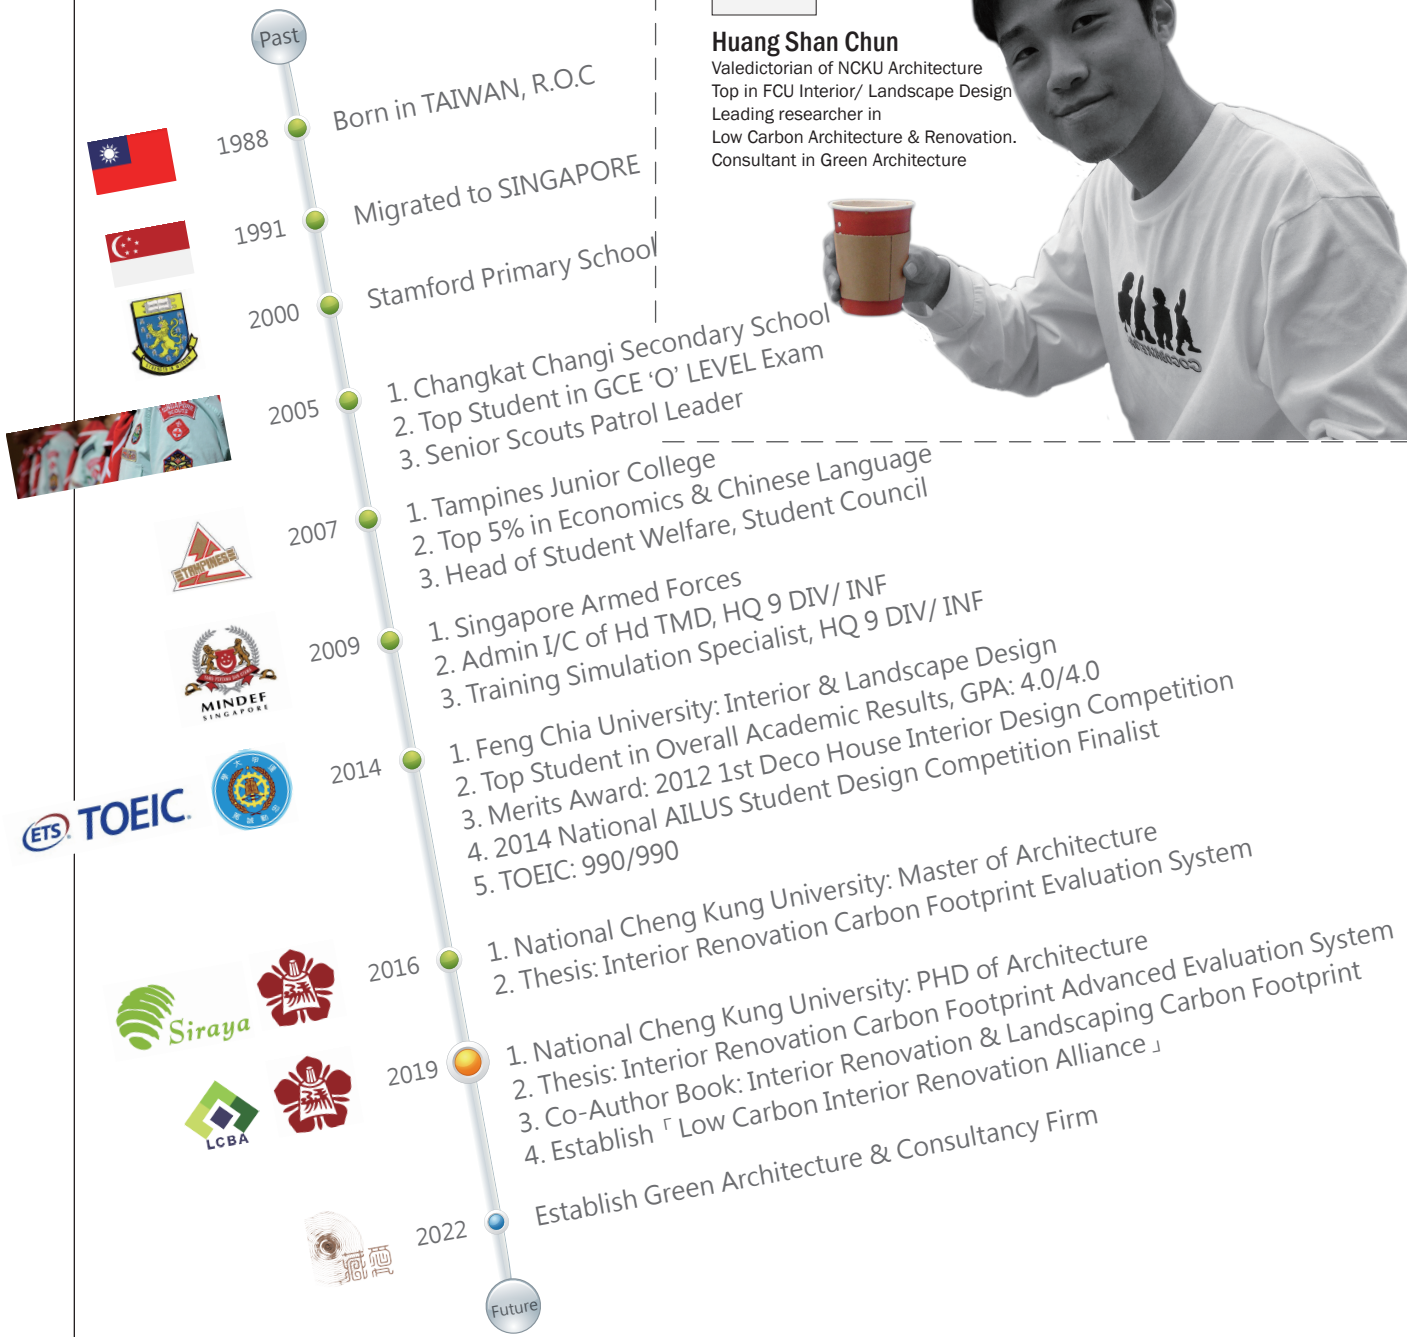 Past
Huang Shan Chun
Valedictorian of NCKU Architecture
Top in FCU Interior/ Landscape Design
Leading researcher in
Low Carbon Architecture & Renovation.
Consultant in Green Architecture
1988
Born in TAIWAN, R.O.C
1991
Migrated to SINGAPORE
2000
Stamford Primary School
2005
1. Changkat Changi Secondary School
2. Top Student in GCE ‘O’ LEVEL Exam
3. Senior Scouts Patrol Leader
SINGAPORE
SCOUTS
2007
1. Tampines Junior College
2. Top 5% in Economics & Chinese Language
3. Head of Student Welfare, Student Council
TAMPINES
2009
1. Singapore Armed Forces
2. Admin I/C of Hd TMD, HQ 9 DIV/ INF
3. Training Simulation Specialist, HQ 9 DIV/ INF
MINDEF
SINGAPORE
2014
1. Feng Chia University: Interior & Landscape Design
2. Top Student in Overall Academic Results, GPA: 4.0/4.0
3. Merits Award: 2012 1st Deco House Interior Design Competition
4. 2014 National AILUS Student Design Competition Finalist
5. TOEIC: 990/990
ETS. TOEIC.
2016
1. National Cheng Kung University: Master of Architecture
2. Thesis: Interior Renovation Carbon Footprint Evaluation System
Siraya
2019
1. National Cheng Kung University: PHD of Architecture
2. Thesis: Interior Renovation Carbon Footprint Advanced Evaluation System
3. Co-Author Book: Interior Renovation & Landscaping Carbon Footprint
4. Establish「Low Carbon Interior Renovation Alliance」
LCBA
2022
Establish Green Architecture & Consultancy Firm
Future